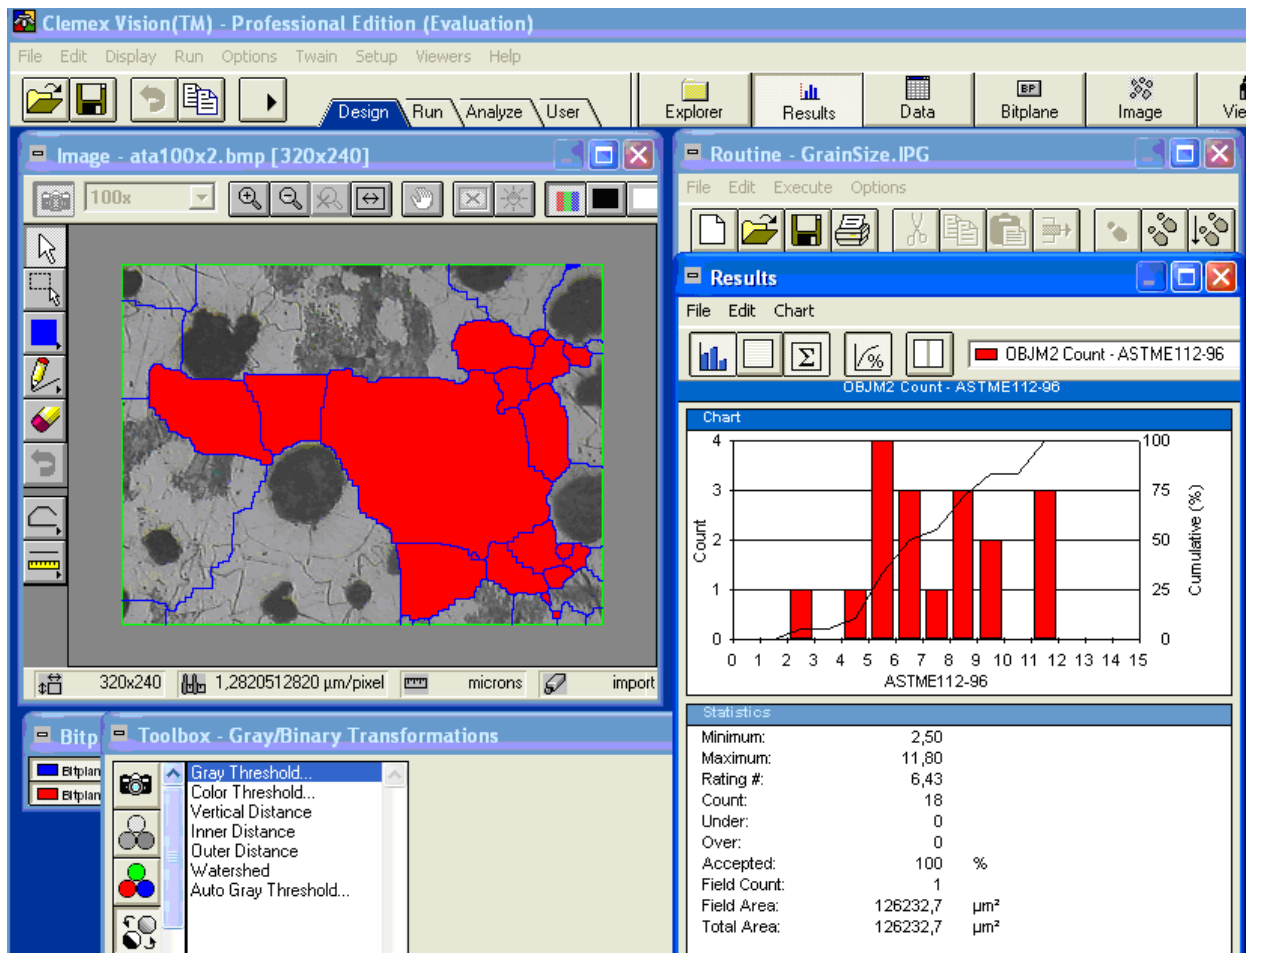 Clemex Vision(TM) - Professional Edition (Evaluation)
File Edit Display Run Options Twain Setup Viewers Help
Design Run Analyze User Explorer Results Data Bitplane Image Vie
BP
Image - ata100x2.bmp [320x240]
100x
320x240 1,2820512820 µm/pixel microns import
Routine - GrainSize.IPG
File Edit Execute Options
Results
File Edit Chart
Σ % OBJM2 Count - ASTME112-96
OBJM2 Count - ASTME112-96
Chart
4 100
3 75
2 50
1 25
0 0
Count
Cumulative (%)
0 1 2 3 4 5 6 7 8 9 10 11 12 13 14 15
ASTME112-96
Statistics
Minimum: 2,50
Maximum: 11,80
Rating #: 6,43
Count: 18
Under: 0
Over: 0
Accepted: 100 %
Field Count: 1
Field Area: 126232,7 µm²
Total Area: 126232,7 µm²
Bitp
Bitplan
Bitplan
Toolbox - Gray/Binary Transformations
Gray Threshold...
Color Threshold...
Vertical Distance
Inner Distance
Outer Distance
Watershed
Auto Gray Threshold...